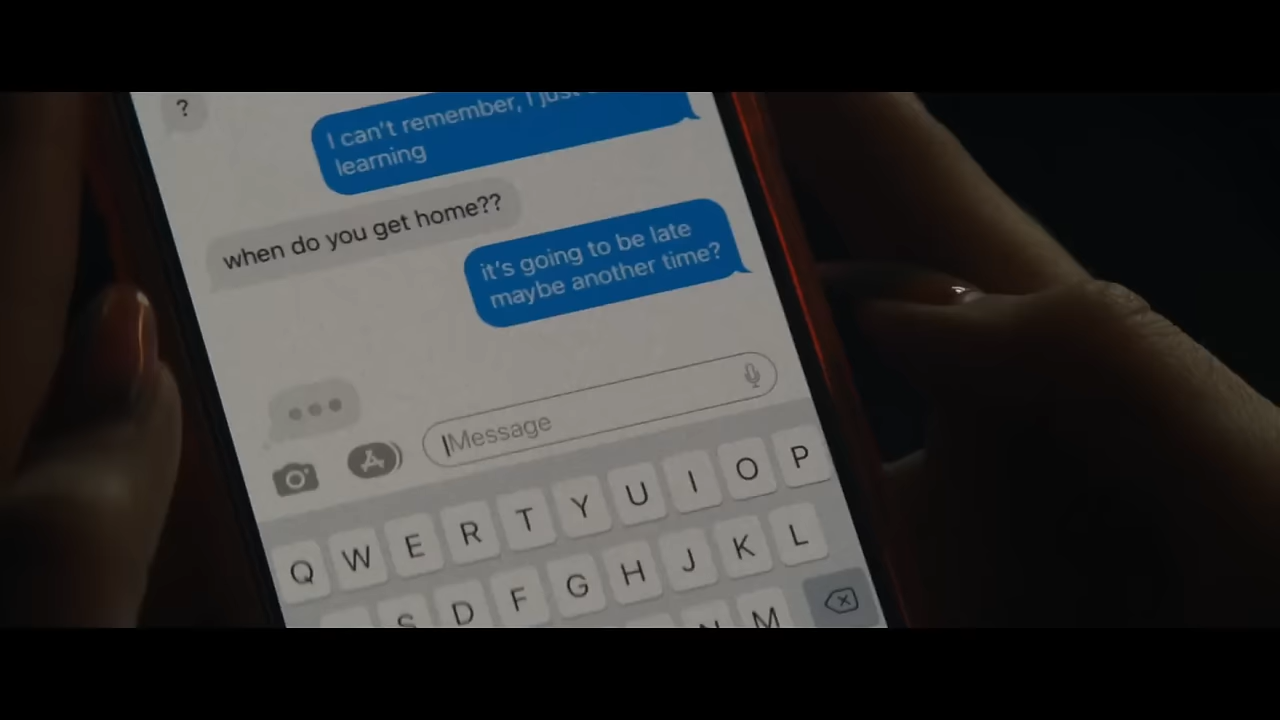 ?
I can't remember, I just
learning
when do you get home??
it's going to be late
maybe another time?
Message
Q W E R T Y U I O P
S D F G H J K L
N M